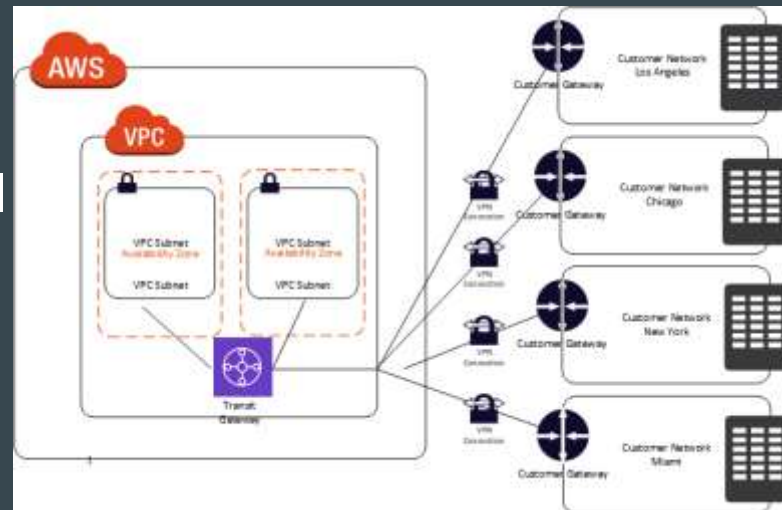 AWS
VPC
VPC Subnet
Availability Zone
VPC Subnet
VPC Subnet
Availability Zone
VPC Subnet
Transit
Gateway
Customer Gateway
Customer Network
Los Angeles
VPN
Connection
Customer Gateway
Customer Network
Chicago
VPN
Connection
Customer Gateway
Customer Network
New York
VPN
Connection
Customer Gateway
Customer Network
Miami
VPN
Connection